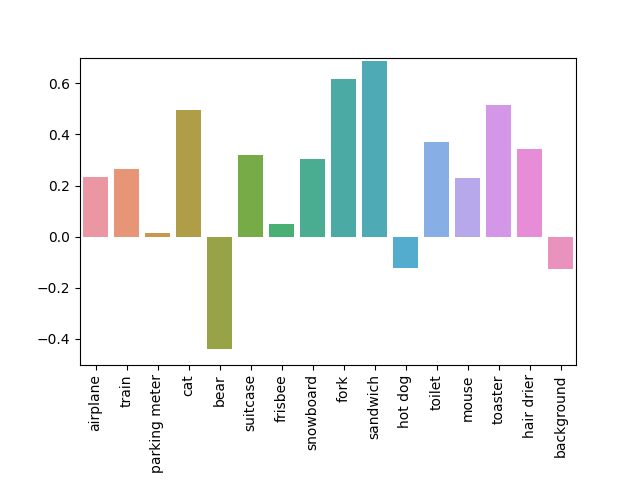 0.6
0.4
0.2
0.0
−0.2
−0.4
airplane
train
parking meter
cat
bear
suitcase
frisbee
snowboard
fork
sandwich
hot dog
toilet
mouse
toaster
hair drier
background